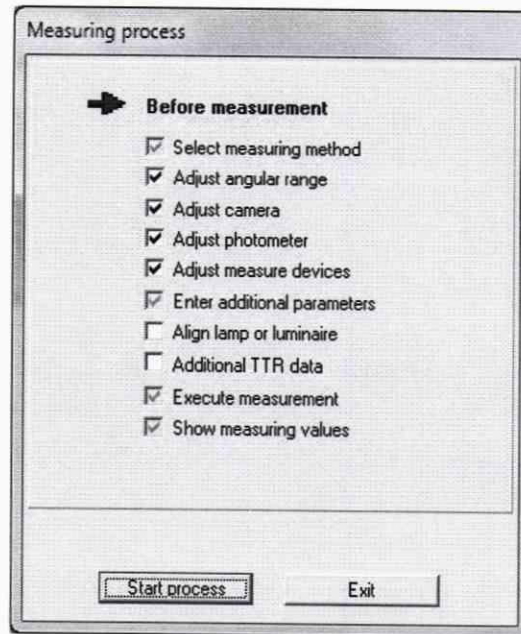 Measuring process
Before measurement
Select measuring method
Adjust angular range
Adjust camera
Adjust photometer
Adjust measure devices
Enter additional parameters
Align lamp or luminaire
Additional TTR data
Execute measurement
Show measuring values
Start process Exit